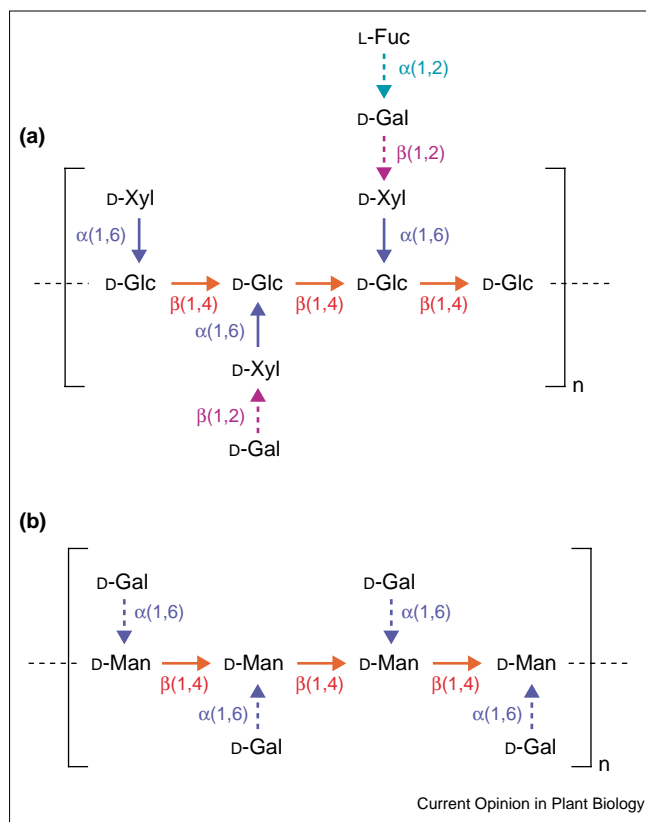 L-Fuc
α(1,2)
D-Gal
(a)
β(1,2)
D-Xyl D-Xyl
α(1,6) α(1,6)
D-Glc D-Glc D-Glc D-Glc
β(1,4) β(1,4) β(1,4)
α(1,6)
D-Xyl
n
β(1,2)
D-Gal
(b)
D-Gal D-Gal
α(1,6) α(1,6)
D-Man D-Man D-Man D-Man
β(1,4) β(1,4) β(1,4)
α(1,6) α(1,6)
D-Gal D-Gal
n
Current Opinion in Plant Biology